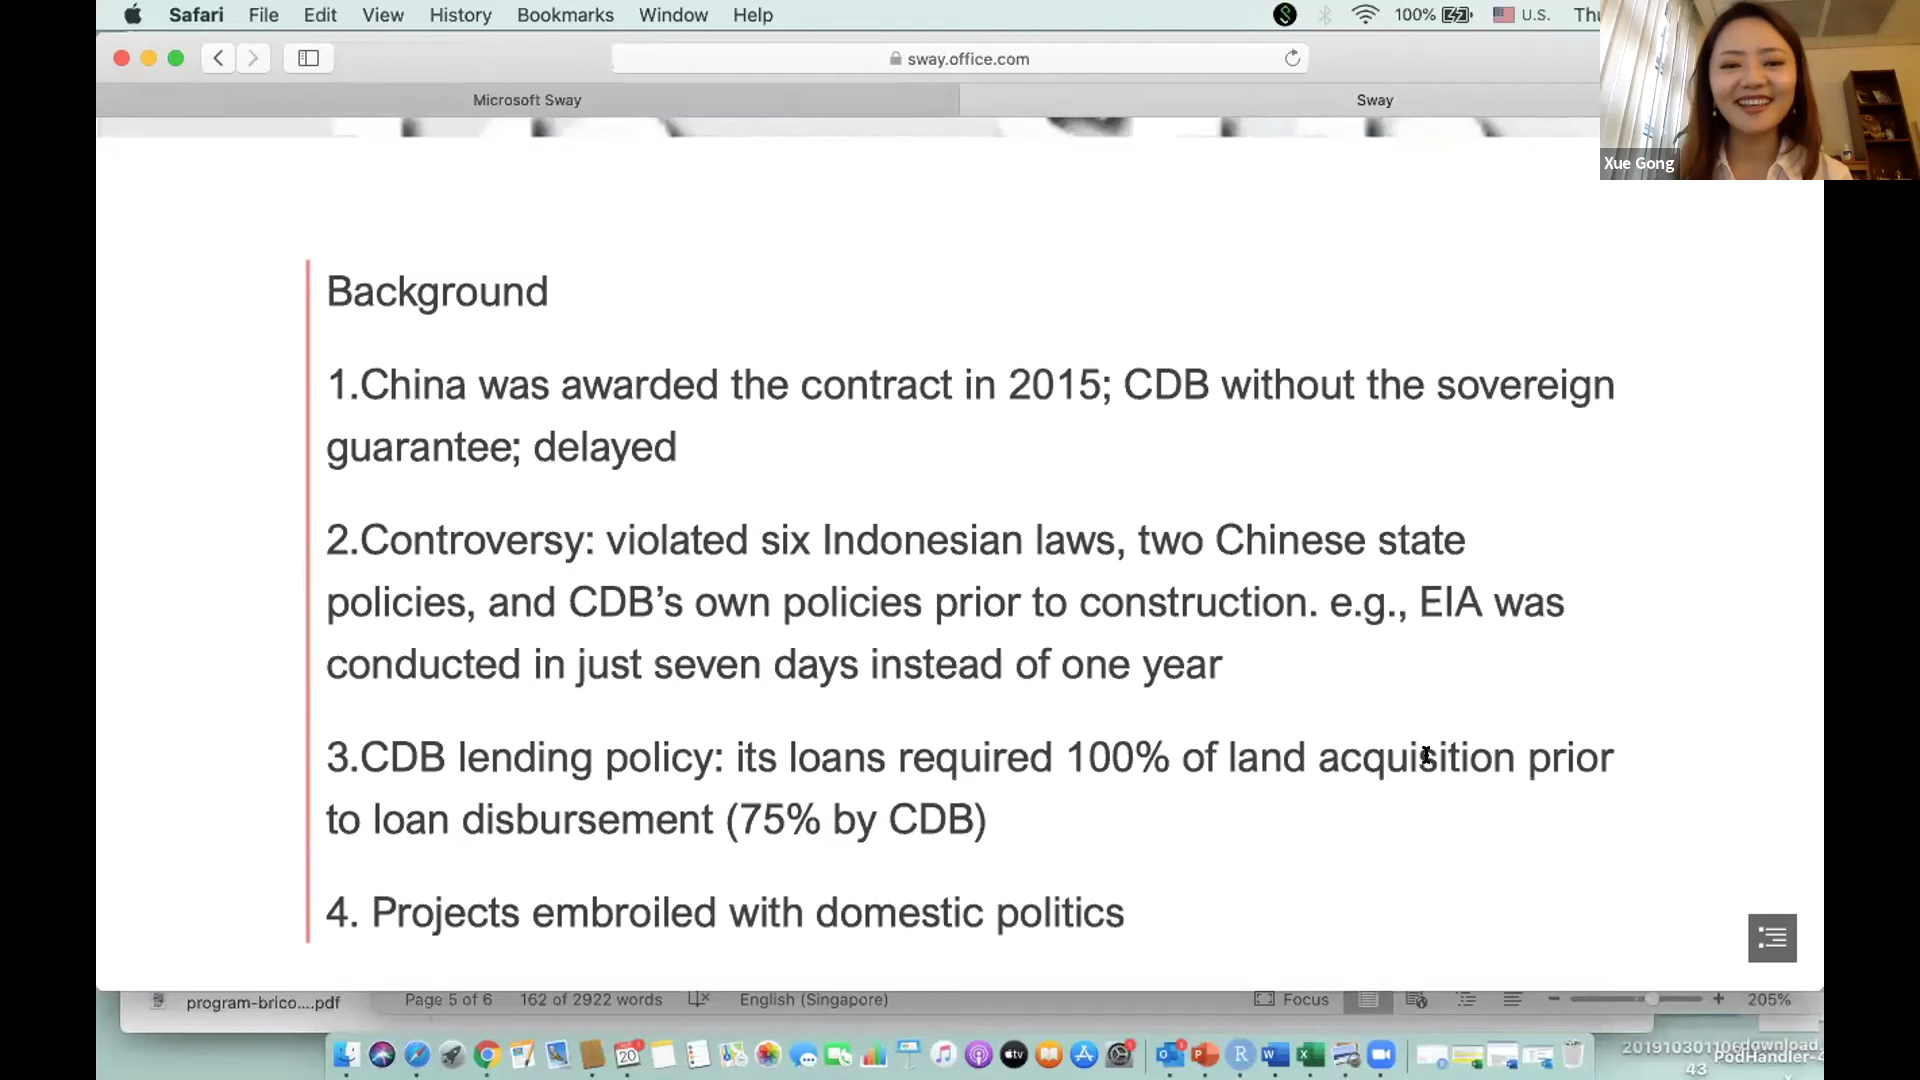 Safari File Edit View History Bookmarks Window Help
100% U.S. Thu
sway.office.com
Microsoft Sway
Sway
Xue Gong
Background
1.China was awarded the contract in 2015; CDB without the sovereign
guarantee; delayed
2.Controversy: violated six Indonesian laws, two Chinese state
policies, and CDB’s own policies prior to construction. e.g., EIA was
conducted in just seven days instead of one year
3.CDB lending policy: its loans required 100% of land acquisition prior
to loan disbursement (75% by CDB)
4. Projects embroiled with domestic politics
program-brico....pdf
Page 5 of 6 162 of 2922 words English (Singapore)
Focus
205%
20
tv
R